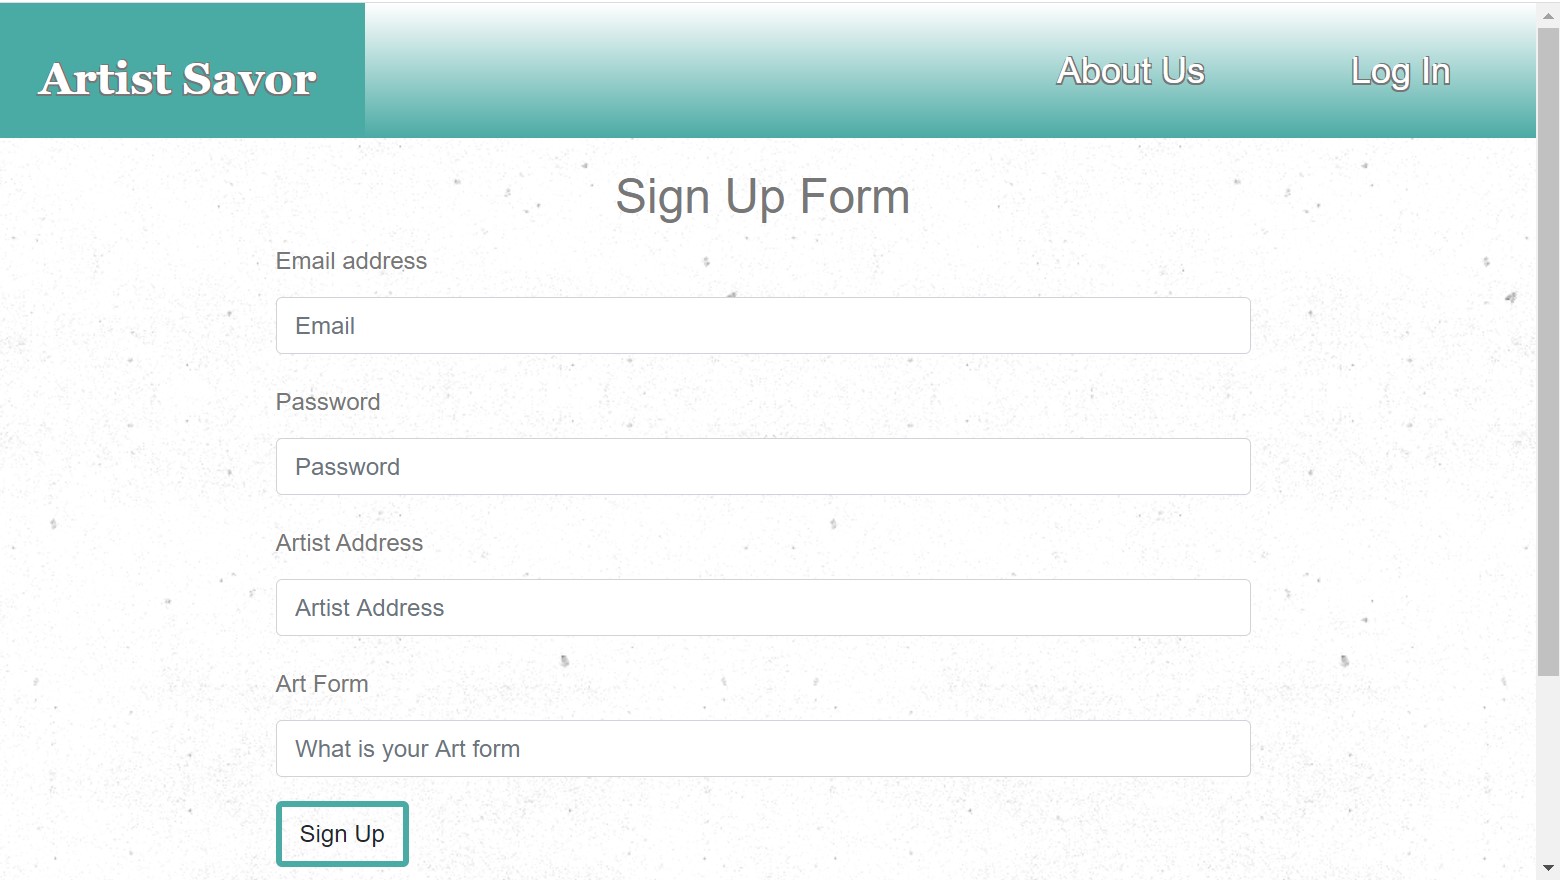 Artist Savor
About Us
Log In
Sign Up Form
Email address
Email
Password
Password
Artist Address
Artist Address
Art Form
What is your Art form
Sign Up